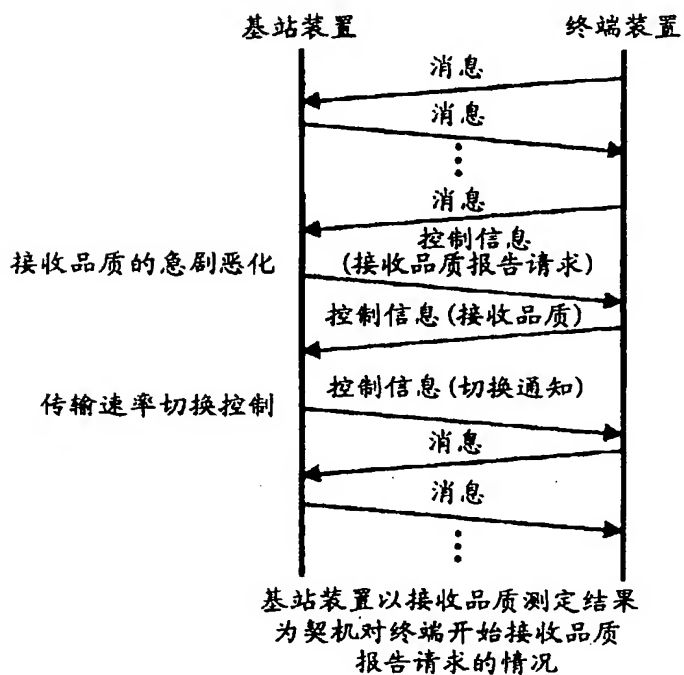 基站装置
终端装置
消息
消息
消息
控制信息
接收品质的急剧恶化
(接收品质报告请求)
控制信息(接收品质)
控制信息(切换通知)
传输速率切换控制
消息
消息
基站装置以接收品质测定结果
为契机对终端开始接收品质
报告请求的情况